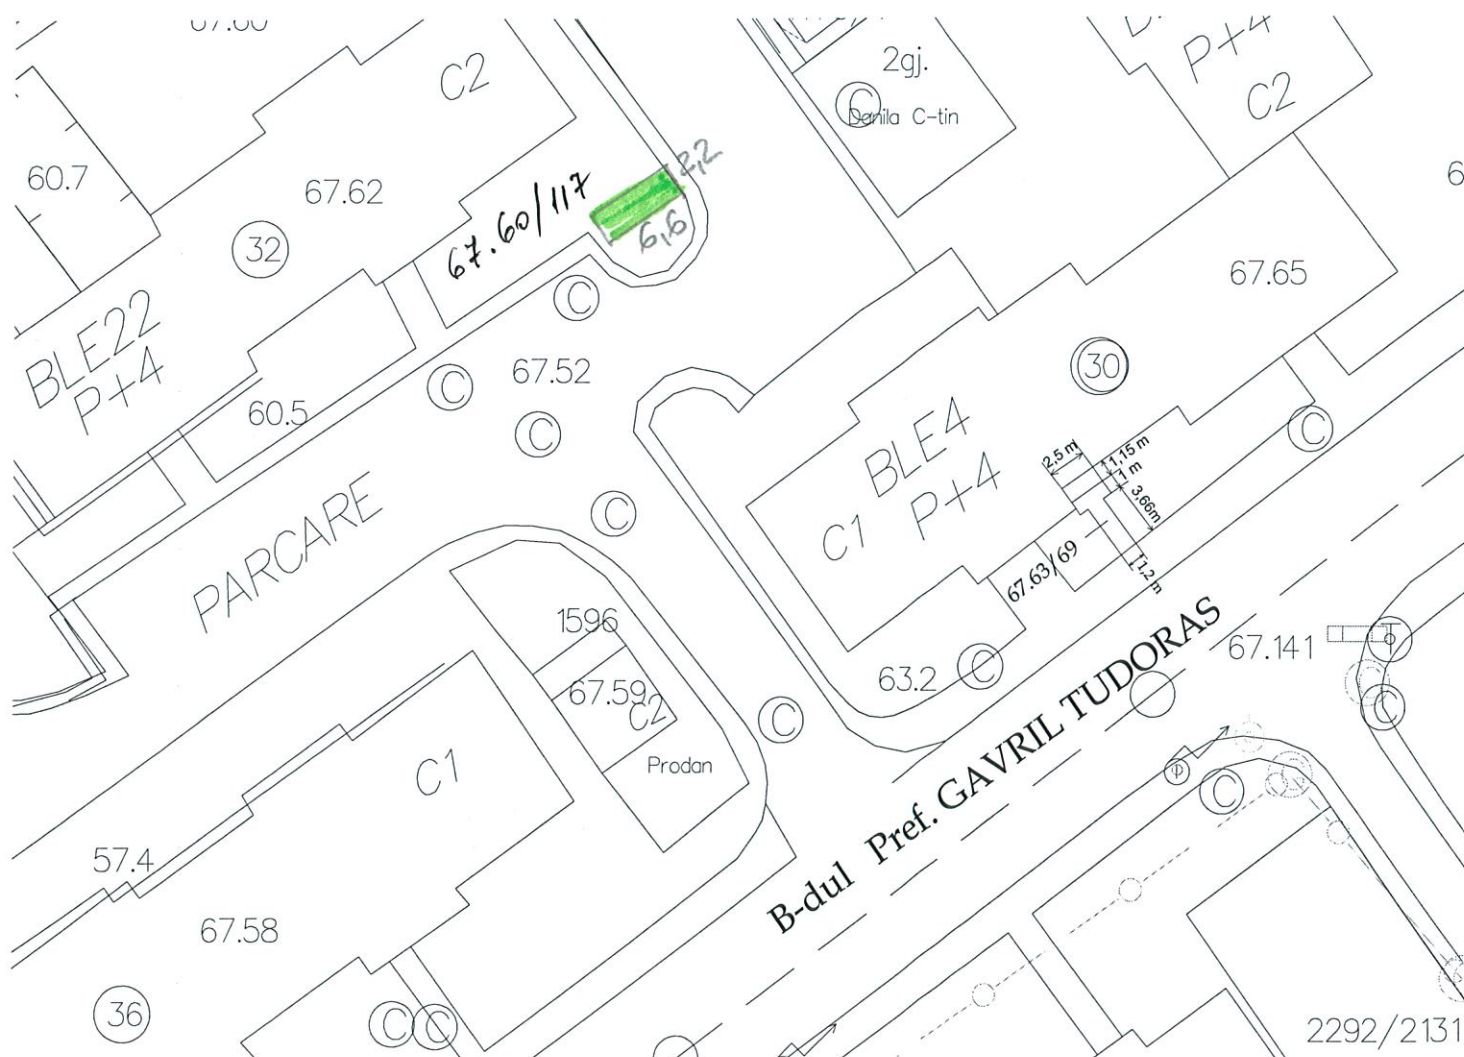 67.60
C2
2gj.
C
Danila C-tin
P+4
C2
60.7
67.62
67.60/117
2,2
6,6
32
67.65
BLE22
P+4
C
67.52
C
60.5
C
30
BLE4
P+4
C1
2,5 m
1,15 m
1 m
3,66m
1,2 m
C
PARCARE
C
67.63/69
1596
67.59
C2
Prodan
63.2
C
67.141
C
C
B-dul Pref. GAVRIL TUDORAS
C1
C
57.4
67.58
36
C
C
2292/2131